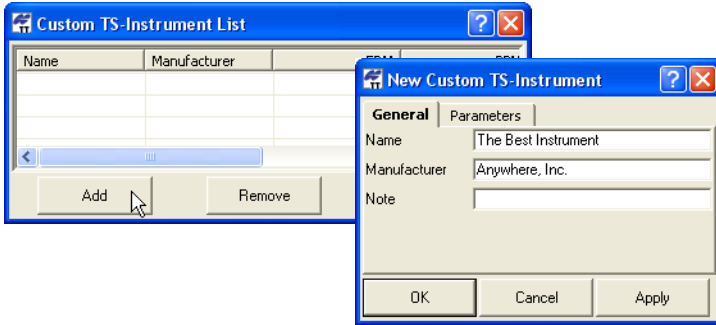 Custom TS-Instrument List
Name Manufacturer
Add Remove
New Custom TS-Instrument
General Parameters
Name The Best Instrument
Manufacturer Anywhere, Inc.
Note
OK Cancel Apply